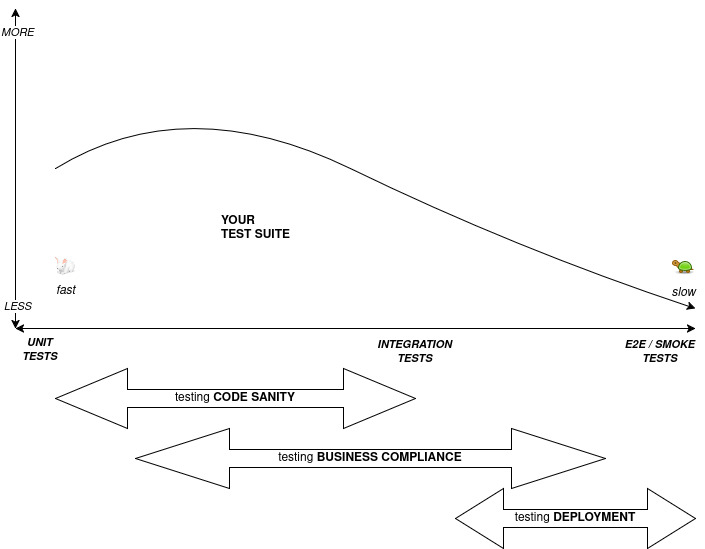 MORE
YOUR
TEST SUITE
fast
slow
LESS
UNIT
TESTS
INTEGRATION
TESTS
E2E / SMOKE
TESTS
testing CODE SANITY
testing BUSINESS COMPLIANCE
testing DEPLOYMENT